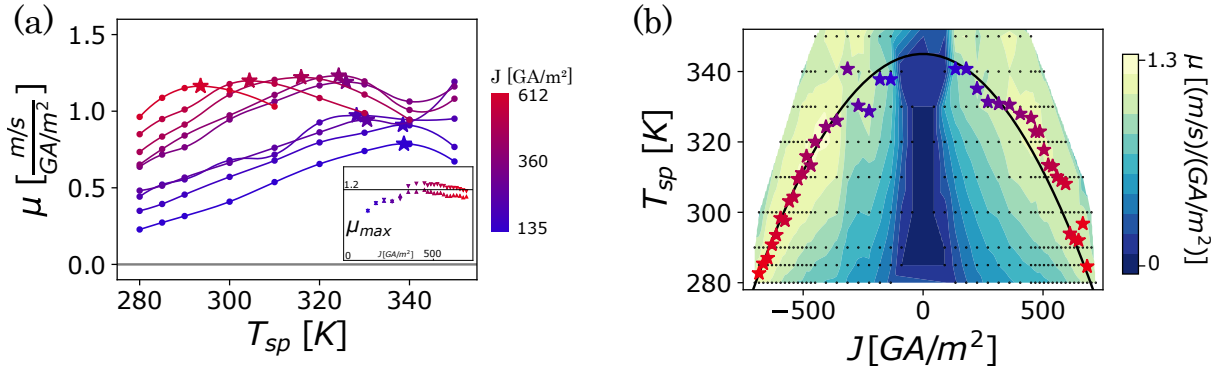 (a)
1.5
1.0
0.5
0.0
μ [m/s / GA/m²]
280
300
320
340
T_sp [K]
J [GA/m²]
612
360
135
1.2
μ_max
0
J[GA/m²]
500
(b)
340
320
300
280
T_sp [K]
−500
0
500
J [GA/m²]
1.3
0
μ [(m/s)/(GA/m²)]